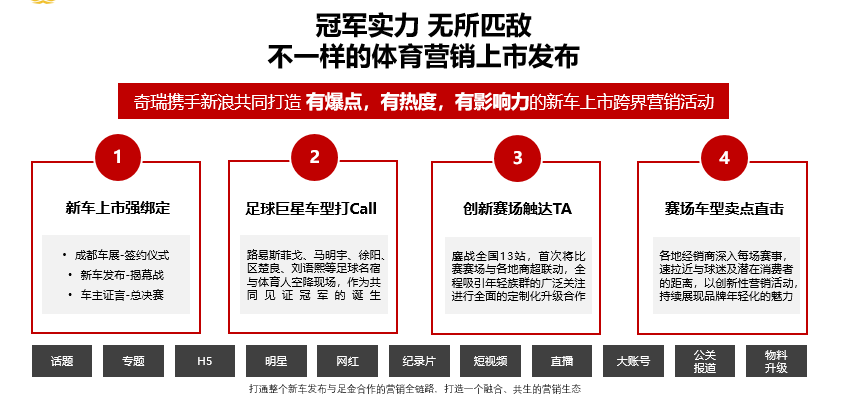 冠军实力 无所匹敌
不一样的体育营销上市发布
奇瑞携手新浪共同打造 有爆点，有热度，有影响力的新车上市跨界营销活动
1
新车上市强绑定
• 成都车展-签约仪式
• 新车发布-揭幕战
• 车主证言-总决赛
2
足球巨星车型打Call
路易斯菲戈、马明宇、徐阳、
区楚良、刘语熙等足球名宿
与体育人空降现场，作为共
同见证冠军的诞生
3
创新赛场触达TA
鏖战全国13站，首次将比
赛赛场与各地商超联动，全
程吸引年轻族群的广泛关注
进行全面的定制化升级合作
4
赛场车型卖点直击
各地经销商深入每场赛事，
速拉近与球迷及潜在消费者
的距离，以创新性营销活动，
持续展现品牌年轻化的魅力
话题
专题
H5
明星
网红
纪录片
短视频
直播
大账号
公关
报道
物料
升级
打通整个新车发布与足金合作的营销全链路，打造一个融合、共生的营销生态